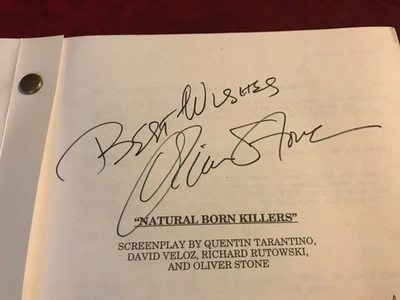 BEST WISHES
Oliver Stone
"NATURAL BORN KILLERS"
SCREENPLAY BY QUENTIN TARANTINO,
DAVID VELOZ, RICHARD RUTOWSKI,
AND OLIVER STONE
A